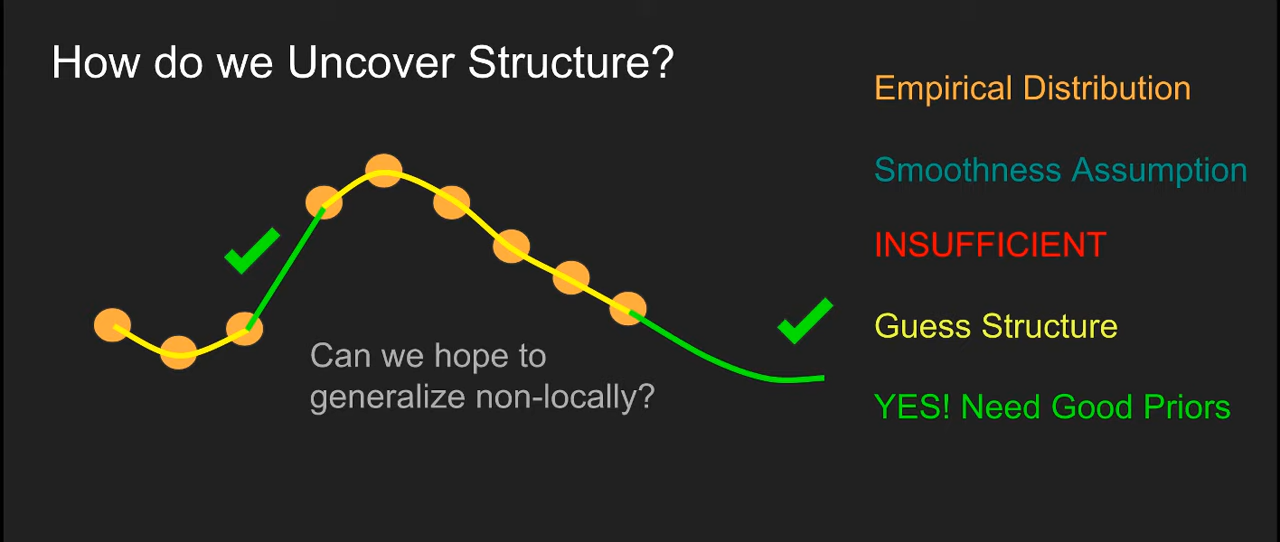 How do we Uncover Structure?
Empirical Distribution
Smoothness Assumption
INSUFFICIENT
Guess Structure
YES! Need Good Priors
Can we hope to
generalize non-locally?